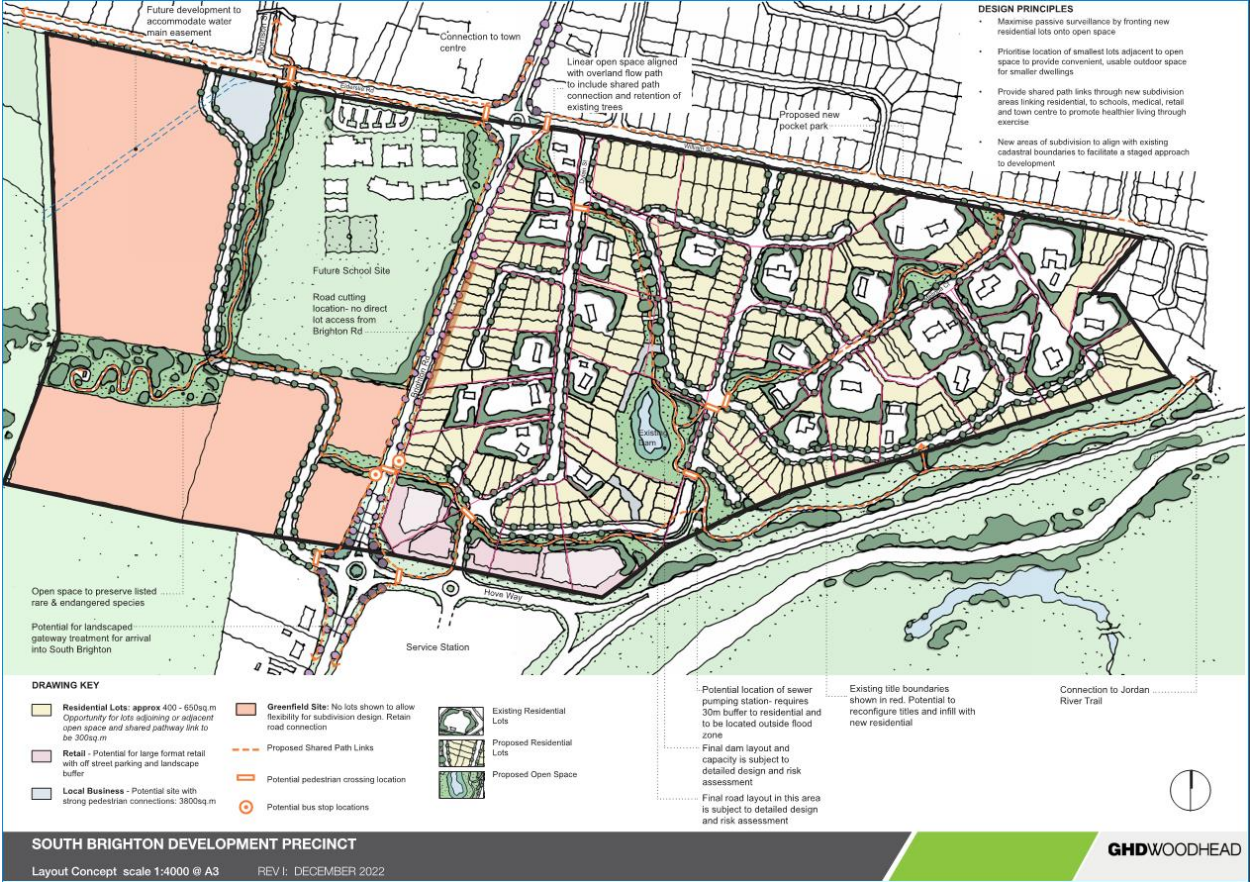 Future development to
accommodate water
main easement
Connection to town
centre
Linear open space aligned
with overland flow path
to include shared path
connection and retention of
existing trees
Proposed new
pocket park
DESIGN PRINCIPLES
• Maximise passive surveillance by fronting new
residential lots onto open space
• Prioritise location of smallest lots adjacent to open
space to provide convenient, usable outdoor space
for smaller dwellings
• Provide shared path links through new subdivision
areas linking residential, to schools, medical, retail
and town centre to promote healthier living through
exercise
• New areas of subdivision to align with existing
cadastral boundaries to facilitate a staged approach
to development
William St
Future School Site
Road cutting
location- no direct
lot access from
Brighton Rd
Brighton Rd
Existing
Dam
Hove Way
Service Station
Open space to preserve listed
rare & endangered species
Potential for landscaped
gateway treatment for arrival
into South Brighton
DRAWING KEY
Residential Lots: approx 400 - 650sq.m
Opportunity for lots adjoining or adjacent
open space and shared pathway link to
be 300sq.m
Retail - Potential for large format retail
with off street parking and landscape
buffer
Local Business - Potential site with
strong pedestrian connections: 3800sq.m
Greenfield Site: No lots shown to allow
flexibility for subdivision design. Retain
road connection
Proposed Shared Path Links
Potential pedestrian crossing location
Potential bus stop locations
Existing Residential
Lots
Proposed Residential
Lots
Proposed Open Space
Potential location of sewer
pumping station- requires
30m buffer to residential and
to be located outside flood
zone
Final dam layout and
capacity is subject to
detailed design and risk
assessment
Final road layout in this area
is subject to detailed design
and risk assessment
Existing title boundaries
shown in red. Potential to
reconfigure titles and infill with
new residential
Connection to Jordan
River Trail
SOUTH BRIGHTON DEVELOPMENT PRECINCT
Layout Concept scale 1:4000 @ A3 REV I: DECEMBER 2022
GHDWOODHEAD